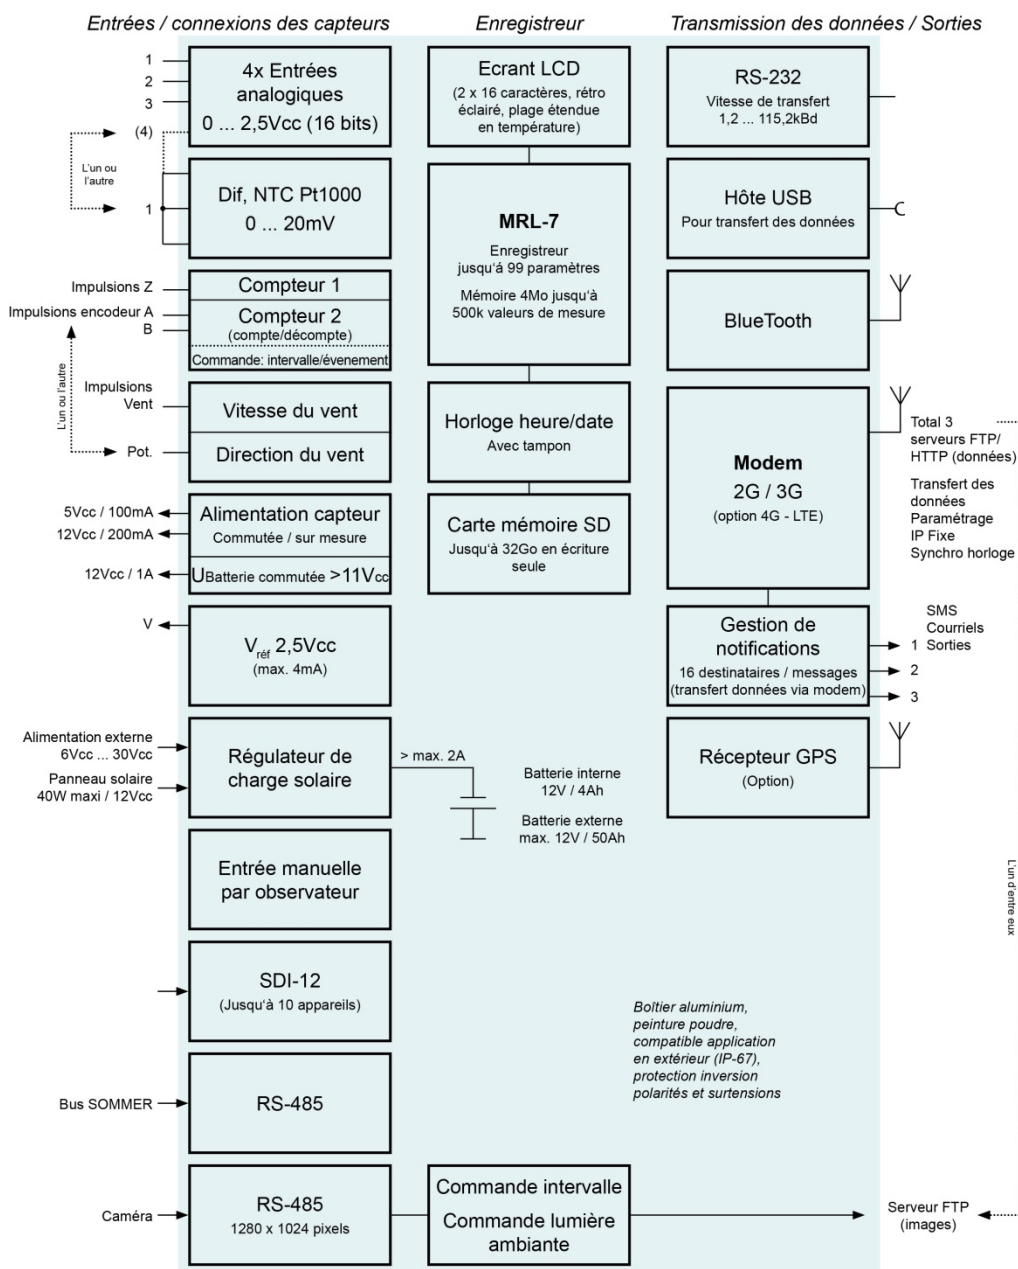 Entrées / connexions des capteurs
Enregistreur
Transmission des données / Sorties
1
2
3
(4)
L'un ou
l'autre
1
4x Entrées
analogiques
0 ... 2,5Vcc (16 bits)
Dif, NTC Pt1000
0 ... 20mV
Impulsions Z
Impulsions encodeur A
B
L'un ou l'autre
Compteur 1
Compteur 2
(compte/décompte)
Commande: intervalle/évenement
Impulsions
Vent
Pot.
Vitesse du vent
Direction du vent
5Vcc / 100mA
12Vcc / 200mA
12Vcc / 1A
Alimentation capteur
Commutée / sur mesure
UBatterie commutée >11Vcc
V
Vréf 2,5Vcc
(max. 4mA)
Alimentation externe
6Vcc ... 30Vcc
Panneau solaire
40W maxi / 12Vcc
Régulateur de
charge solaire
> max. 2A
Batterie interne
12V / 4Ah
Batterie externe
max. 12V / 50Ah
Entrée manuelle
par observateur
SDI-12
(Jusqu'à 10 appareils)
Bus SOMMER
RS-485
Caméra
RS-485
1280 x 1024 pixels
Ecrant LCD
(2 x 16 caractères, rétro
éclairé, plage étendue
en température)
MRL-7
Enregistreur
jusqu'á 99 paramètres
Mémoire 4Mo jusqu'à
500k valeurs de mesure
Horloge heure/date
Avec tampon
Carte mémoire SD
Jusqu'à 32Go en écriture
seule
Commande intervalle
Commande lumière
ambiante
RS-232
Vitesse de transfert
1,2 ... 115,2kBd
Hôte USB
Pour transfert des données
BlueTooth
Modem
2G / 3G
(option 4G - LTE)
Total 3
serveurs FTP/
HTTP (données)
Transfert des
données
Paramétrage
IP Fixe
Synchro horloge
Gestion de
notifications
16 destinataires / messages
(transfert données via modem)
SMS
Courriels
1 Sorties
2
3
Récepteur GPS
(Option)
L'un d'entre eux
Boîtier aluminium,
peinture poudre,
compatible application
en extérieur (IP-67),
protection inversion
polarités et surtensions
Serveur FTP
(images)